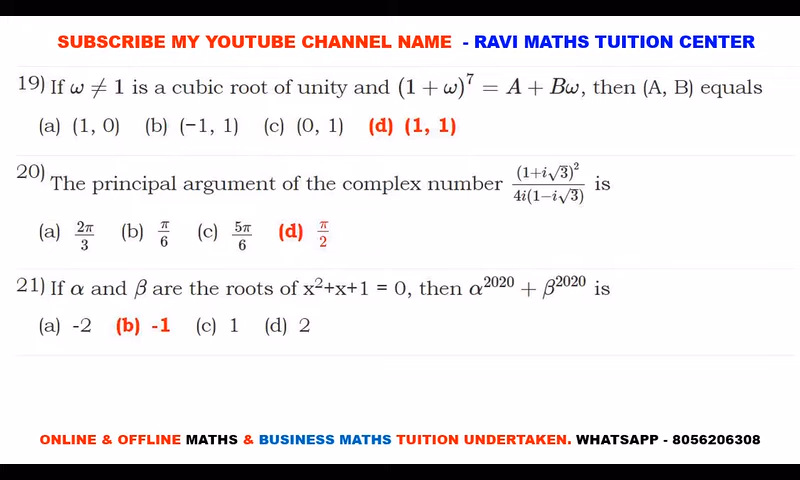 SUBSCRIBE MY YOUTUBE CHANNEL NAME - RAVI MATHS TUITION CENTER
19) If ω ≠ 1 is a cubic root of unity and (1 + ω)⁷ = A + Bω, then (A, B) equals
(a) (1, 0) (b) (−1, 1) (c) (0, 1) (d) (1, 1)
20) The principal argument of the complex number (1+i√3)²/4i(1−i√3) is
(a) 2π/3 (b) π/6 (c) 5π/6 (d) π/2
21) If α and β are the roots of x²+x+1 = 0, then α²⁰²⁰ + β²⁰²⁰ is
(a) -2 (b) -1 (c) 1 (d) 2
ONLINE & OFFLINE MATHS & BUSINESS MATHS TUITION UNDERTAKEN. WHATSAPP - 8056206308